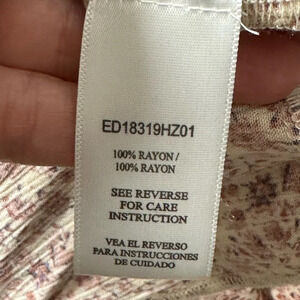 ED18319HZ01
100% RAYON /
100% RAYON
SEE REVERSE
FOR CARE
INSTRUCTION
VEA EL REVERSO
PARA INSTRUCCIONES
DE CUIDADO